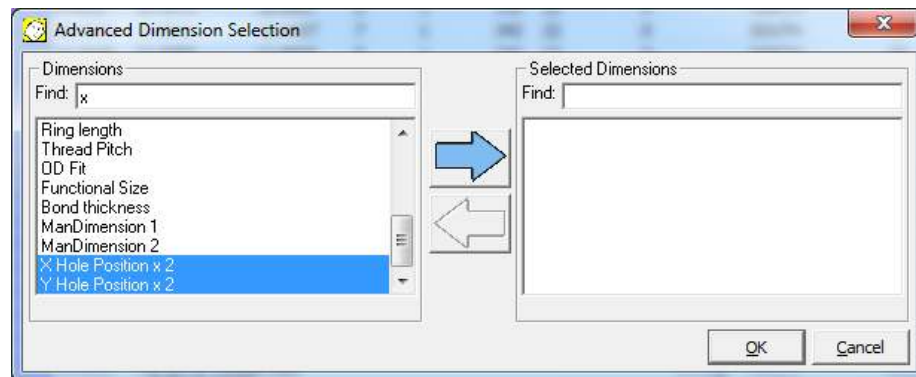 Advanced Dimension Selection
Dimensions
Find: x
Ring length
Thread Pitch
OD Fit
Functional Size
Bond thickness
ManDimension 1
ManDimension 2
X Hole Position x 2
Y Hole Position x 2
Selected Dimensions
Find:
OK
Cancel